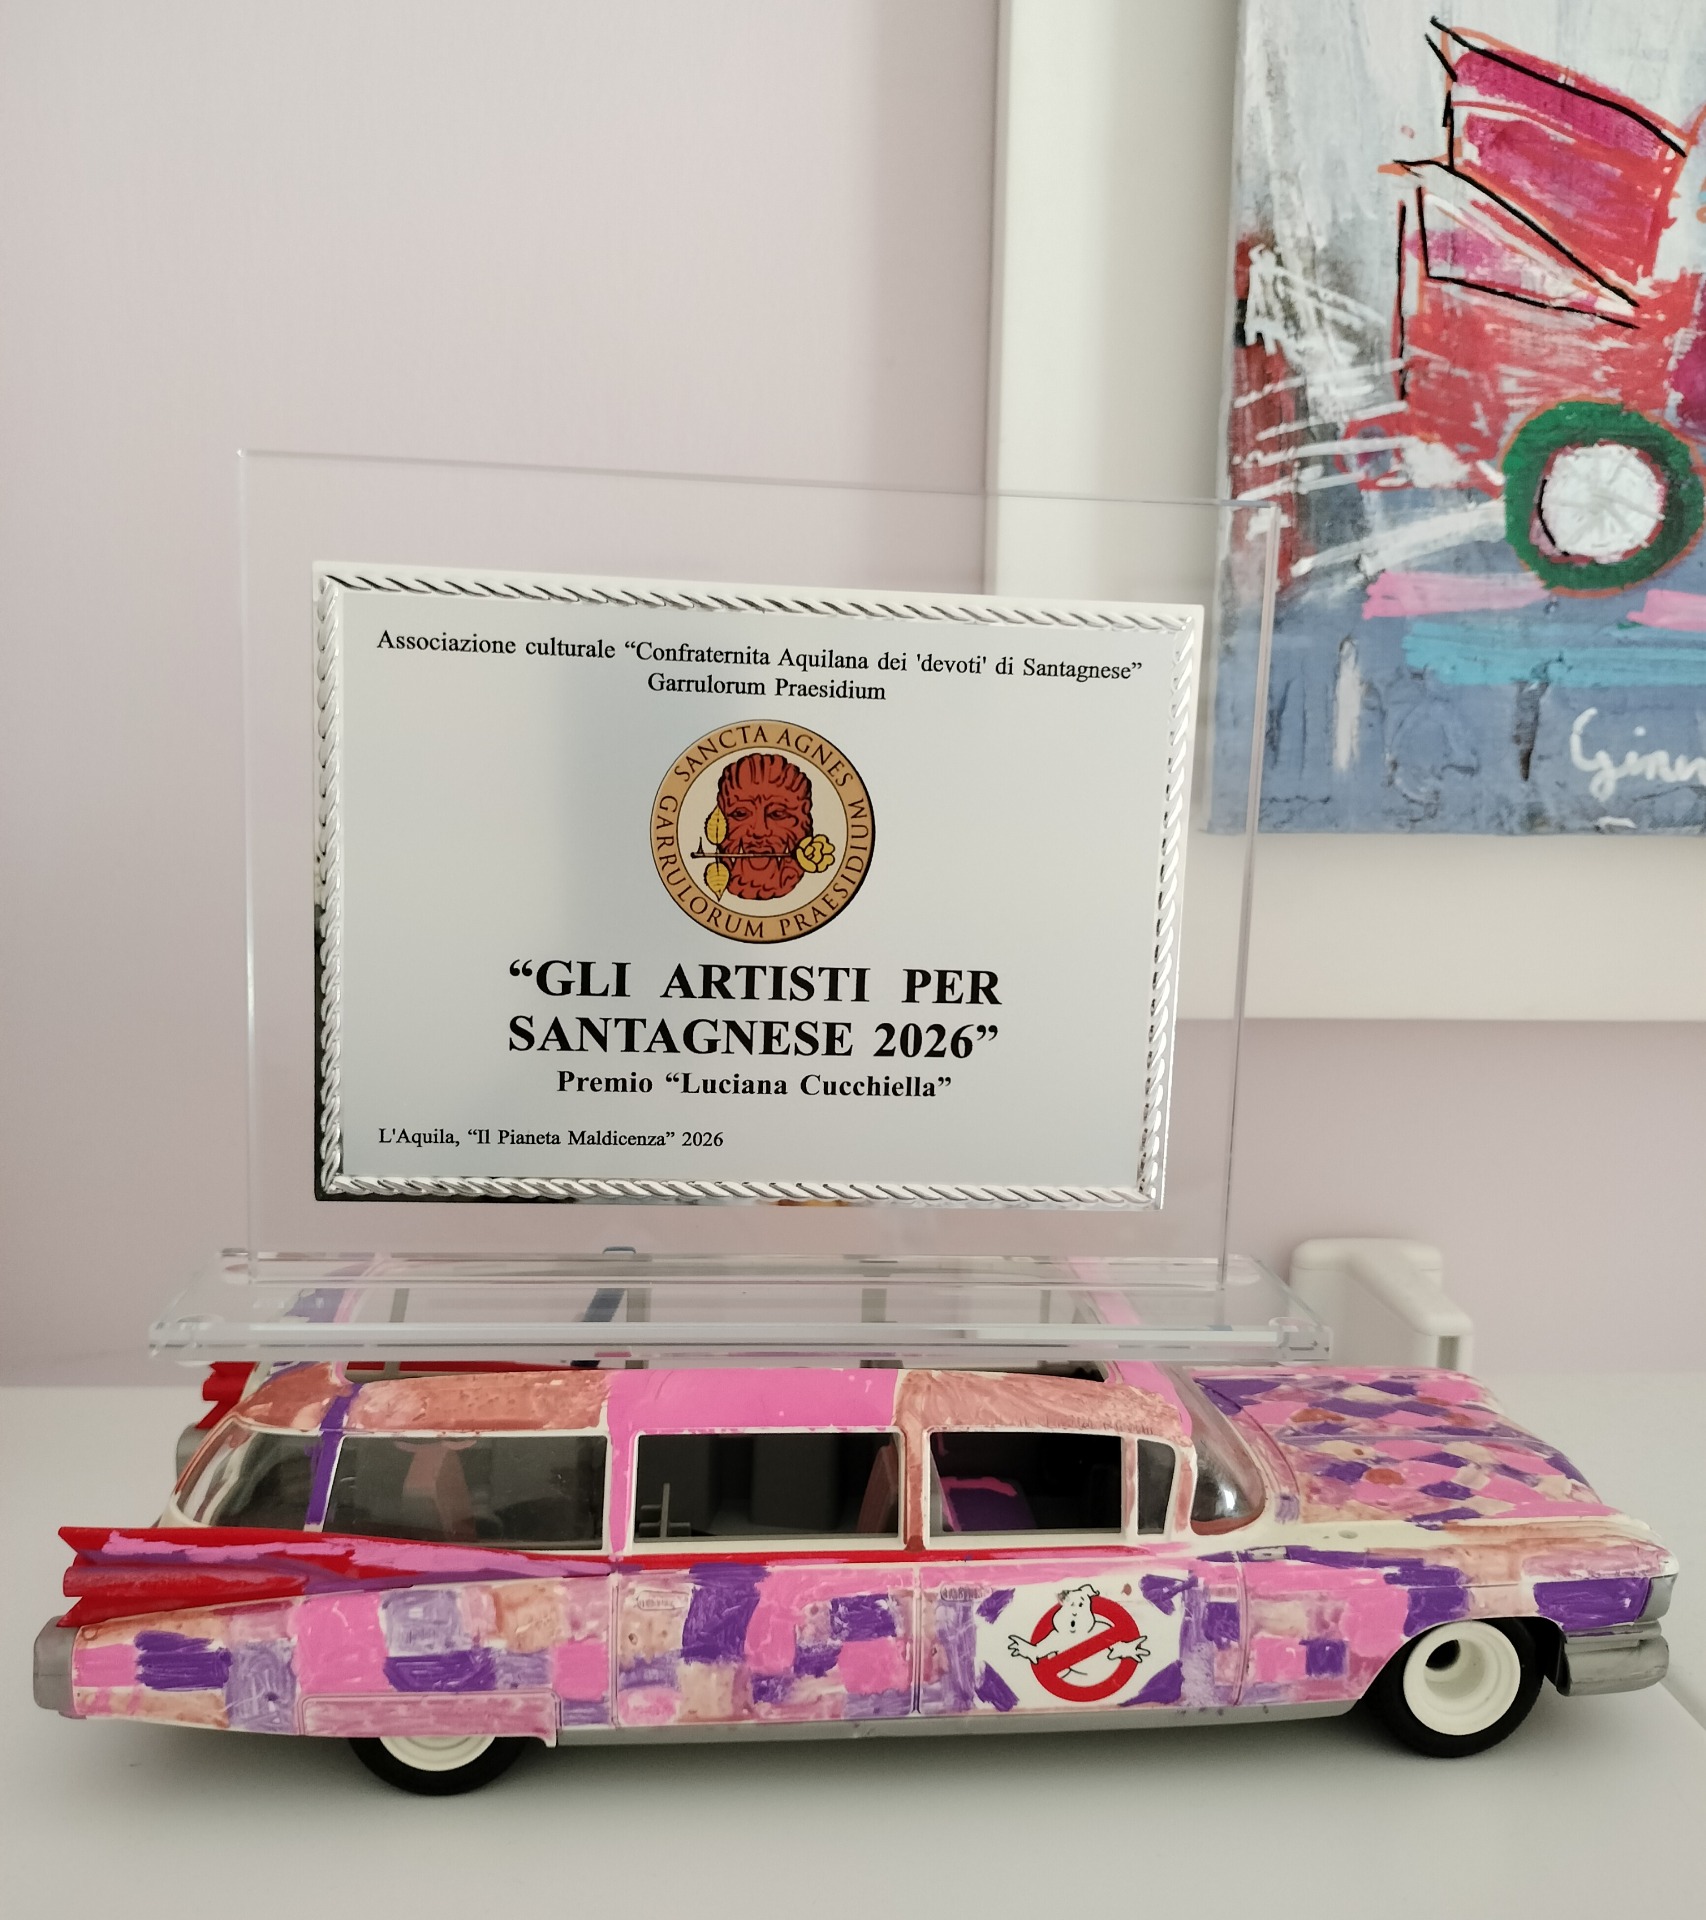 Associazione culturale “Confraternita Aquilana dei 'devoti' di Santagnese”
Garrulorum Praesidium
SANCTA AGNES
GARRULORUM PRAESIDIUM
“GLI ARTISTI PER
SANTAGNESE 2026”
Premio “Luciana Cucchiella”
L'Aquila, “Il Pianeta Maldicenza” 2026